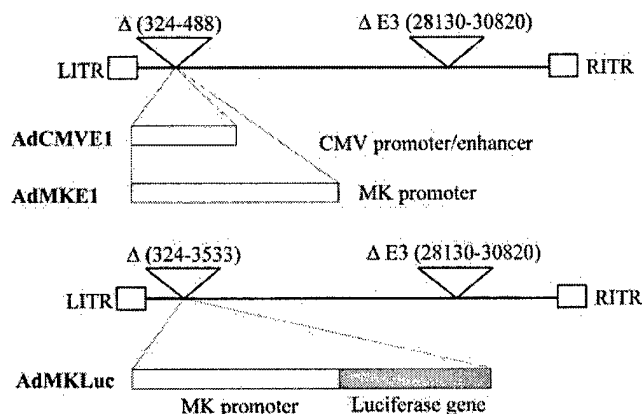 Δ (324-488) Δ E3 (28130-30820)
LITR RITR
AdCMVE1 CMV promoter/enhancer
AdMKE1 MK promoter
Δ (324-3533) Δ E3 (28130-30820)
LITR RITR
AdMKLuc
MK promoter Luciferase gene